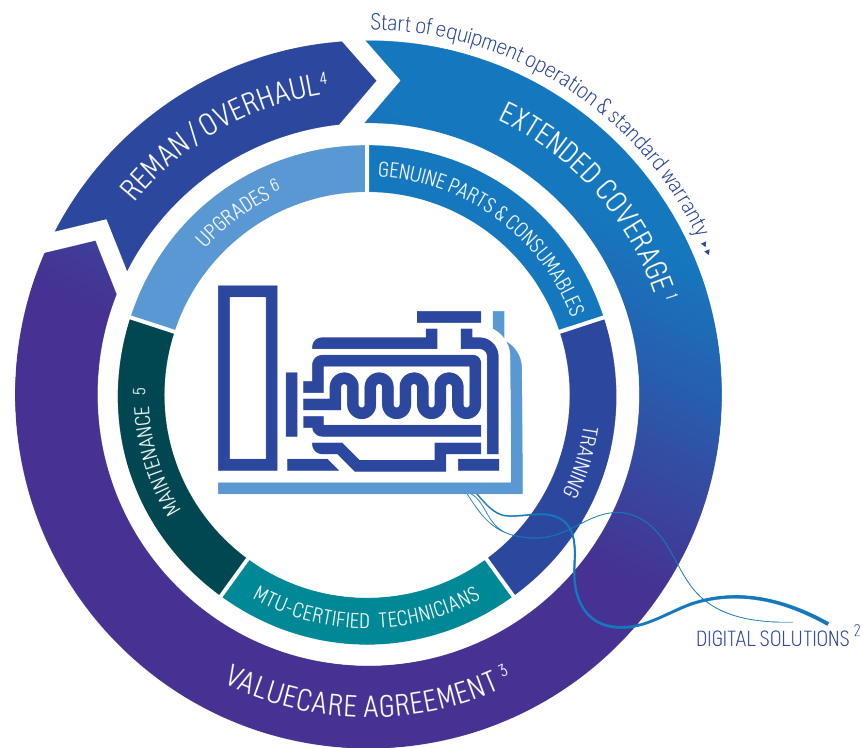 Start of equipment operation & standard warranty
EXTENDED COVERAGE 1
DIGITAL SOLUTIONS 2
VALUECARE AGREEMENT 3
REMAN / OVERHAUL 4
GENUINE PARTS & CONSUMABLES
TRAINING
MTU-CERTIFIED TECHNICIANS
MAINTENANCE 5
UPGRADES 6